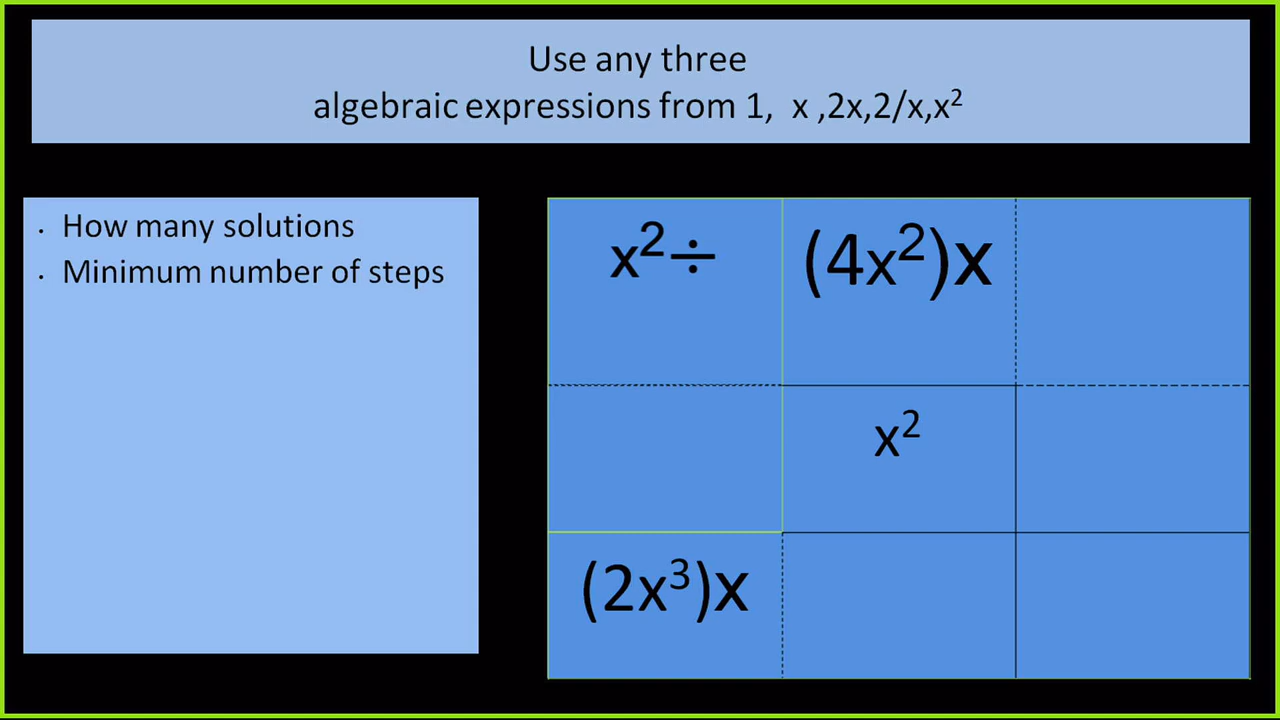 Use any three
algebraic expressions from 1, x ,2x,2/x,x²
• How many solutions
• Minimum number of steps
x²÷
(4x²)x
x²
(2x³)x